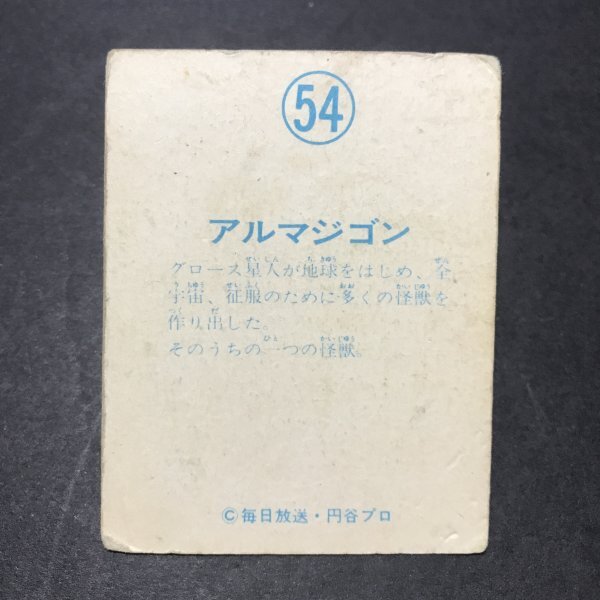 54
アルマジゴン
グロース星人が地球をはじめ、全
宇宙、征服のために多くの怪獣を
作り出した。
そのうちの一つの怪獣。
©毎日放送・円谷プロ